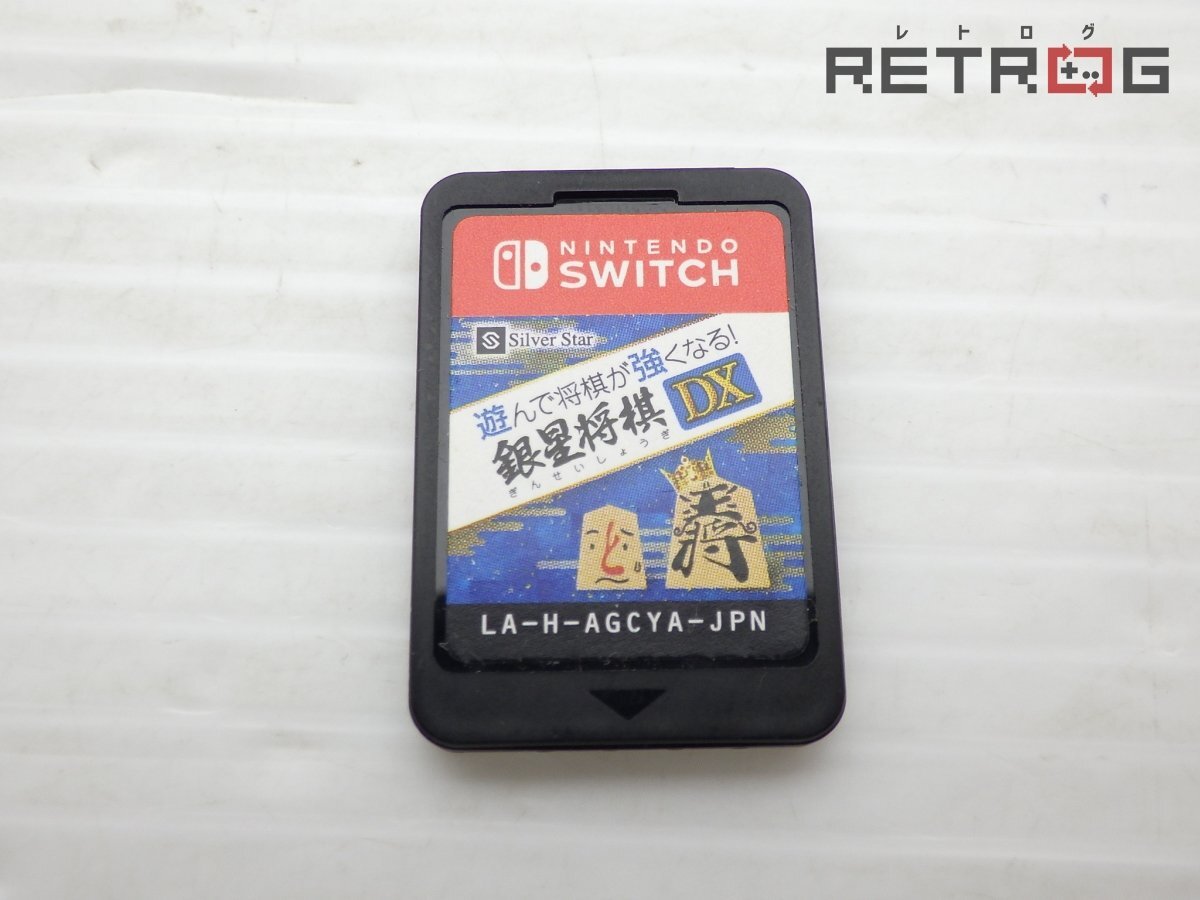 レトログ
RETROG
NINTENDO
SWITCH
Silver Star
遊んで将棋が強くなる!
銀星将棋 DX
ぎんせいしょうぎ
と
王将
LA-H-AGCYA-JPN